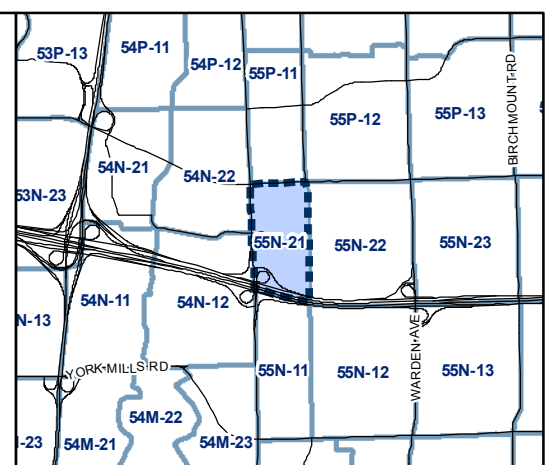 53P-13
54P-11
54P-12
55P-11
55P-12
55P-13
BIRCHMOUNT RD
54N-21
54N-22
53N-23
55N-21
55N-22
55N-23
54N-11
54N-12
N-13
WARDEN AVE
YORK MILLS RD
55N-11
55N-12
55N-13
54M-22
-23
54M-21
54M-23